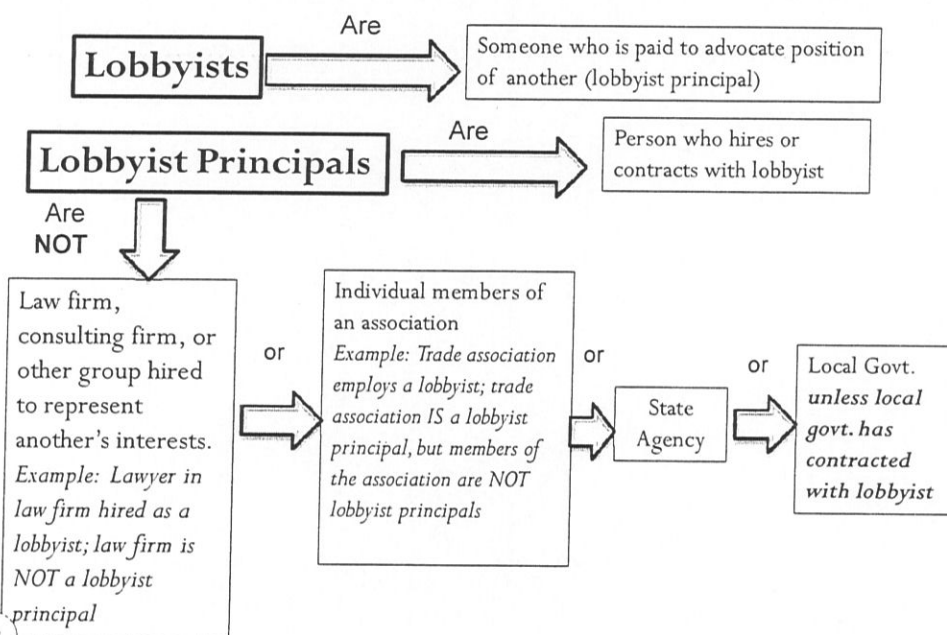 Are
Lobbyists
Someone who is paid to advocate position
of another (lobbyist principal)
Are
Lobbyist Principals
Person who hires or
contracts with lobbyist
Are
NOT
Law firm,
consulting firm, or
other group hired
to represent
another's interests.
Example: Lawyer in
law firm hired as a
lobbyist; law firm is
NOT a lobbyist
principal
or
Individual members of
an association
Example: Trade association
employs a lobbyist; trade
association IS a lobbyist
principal, but members of
the association are NOT
lobbyist principals
or
State
Agency
or
Local Govt.
unless local
govt. has
contracted
with lobbyist